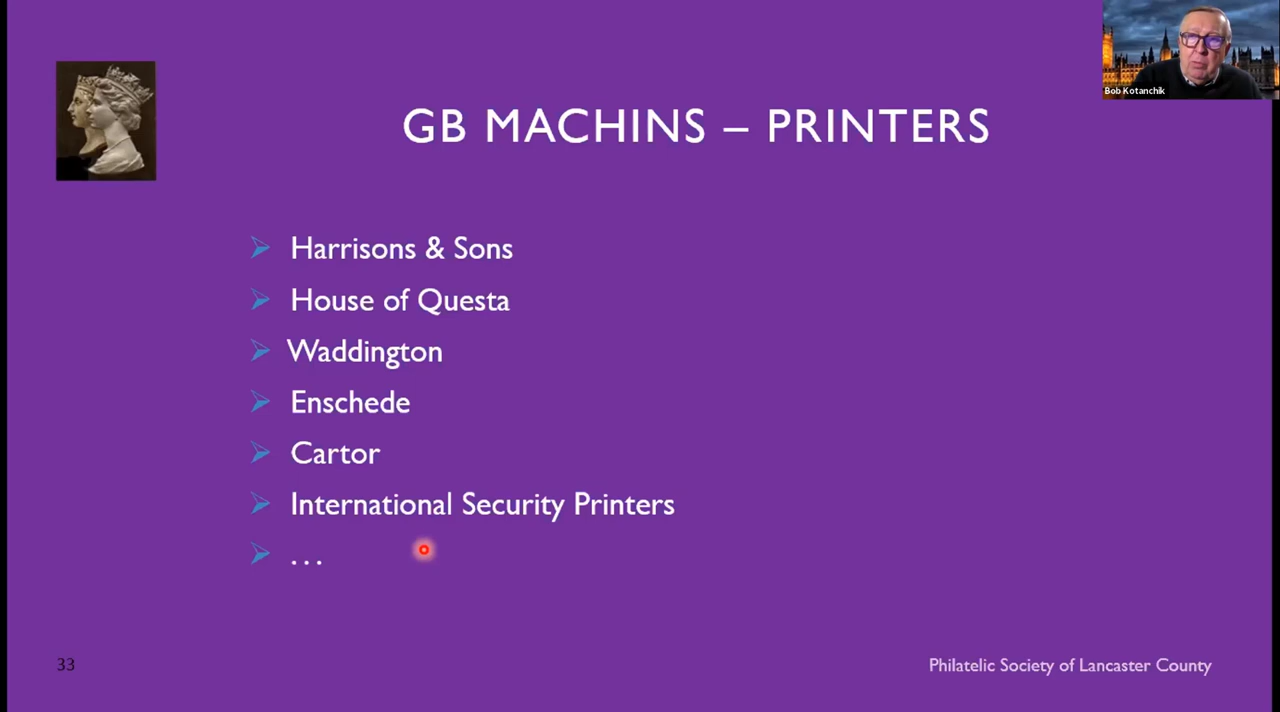 Bob Kotanchik
GB MACHINS – PRINTERS
Harrisons & Sons
House of Questa
Waddington
Enschede
Cartor
International Security Printers
...
33
Philatelic Society of Lancaster County